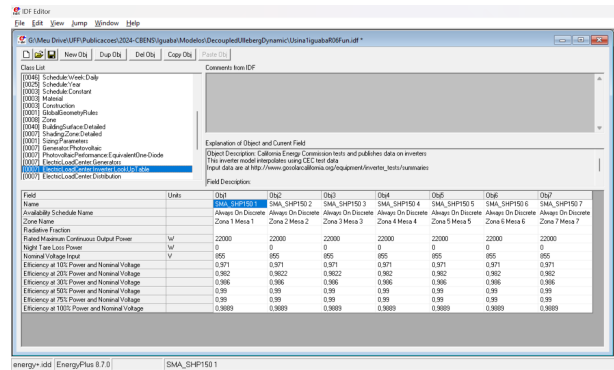 IDF Editor
File Edit View Jump Window Help
G:\Meu Drive\UFF\Publicacoes\2024-CBENS\Iguaba\Modelos\DecoupledUllebergDynamic\Usina1iguabaR06Fun.idf *
New Obj Dup Obj Del Obj Copy Obj Paste Obj
Class List Comments from IDF
[0046] Schedule:Week:Daily
[0025] Schedule:Year
[0003] Schedule:Constant
[0003] Material
[0003] Construction
[0001] GlobalGeometryRules
[0008] Zone
[0040] BuildingSurface:Detailed
[0007] Shading:Zone:Detailed
[0001] Sizing:Parameters
[0007] Generator:Photovoltaic
[0007] PhotovoltaicPerformance:EquivalentOne-Diode
[0007] ElectricLoadCenter:Generators
[0007] ElectricLoadCenter:Inverter:LookUpTable
[0007] ElectricLoadCenter:Distribution
Explanation of Object and Current Field
Object Description: California Energy Commission tests and publishes data on inverters
This inverter model interpolates using CEC test data
Input data are at http://www.gosolarcalifornia.org/equipment/inverter_tests/summaries
Field Description:
Field Units Obj1 Obj2 Obj3 Obj4 Obj5 Obj6 Obj7
Name SMA_SHP150 1 SMA_SHP150 2 SMA_SHP150 3 SMA_SHP150 4 SMA_SHP150 5 SMA_SHP150 6 SMA_SHP150 7
Availability Schedule Name Always On Discrete Always On Discrete Always On Discrete Always On Discrete Always On Discrete Always On Discrete Always On Discrete
Zone Name Zona 1 Mesa 1 Zona 2 Mesa 2 Zona 3 Mesa 3 Zona 4 Mesa 4 Zona 5 Mesa 5 Zona 6 Mesa 6 Zona 7 Mesa 7
Radiative Fraction
Rated Maximum Continuous Output Power W 22000 22000 22000 22000 22000 22000 22000
Night Tare Loss Power W 0 0 0 0 0 0 0
Nominal Voltage Input V 855 855 855 855 855 855 855
Efficiency at 10% Power and Nominal Voltage 0,971 0,971 0,971 0,971 0,971 0,971 0,971
Efficiency at 20% Power and Nominal Voltage 0,982 0,9822 0,982 0,982 0,982 0,982 0,982
Efficiency at 30% Power and Nominal Voltage 0,986 0,986 0,986 0,986 0,986 0,986 0,986
Efficiency at 50% Power and Nominal Voltage 0,99 0,99 0,99 0,99 0,99 0,99 0,99
Efficiency at 75% Power and Nominal Voltage 0,99 0,99 0,99 0,99 0,99 0,99 0,99
Efficiency at 100% Power and Nominal Voltage 0,9889 0,9889 0,9889 0,9889 0,9889 0,9889 0,9889
energy+.idd EnergyPlus 8.7.0 SMA_SHP150 1